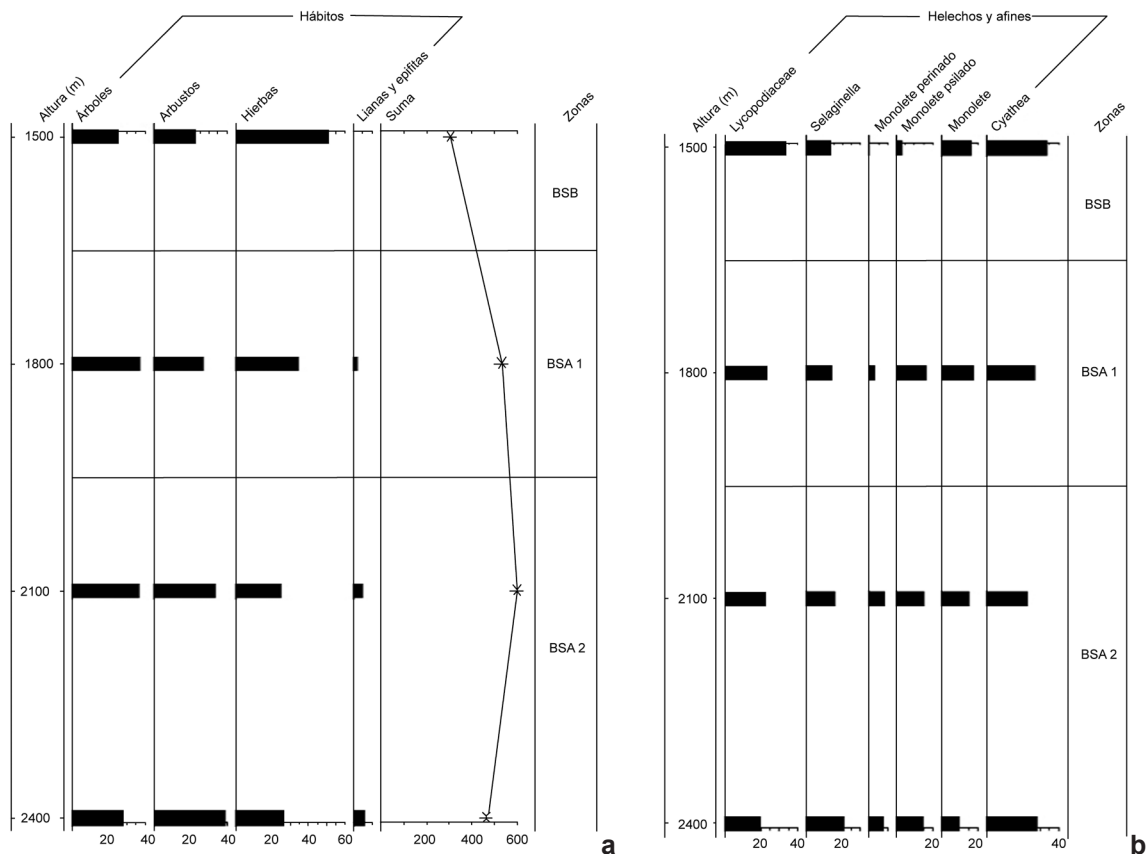 Hábitos
Altura (m)
Árboles
Arbustos
Hierbas
Lianas y epifitas
Suma
Zonas
1500
BSB
1800
BSA 1
2100
BSA 2
2400
20 40 20 40 20 40 60 200 400 600
a
Helechos y afines
Altura (m)
Lycopodiaceae
Selaginella
Monolete perinado
Monolete psilado
Monolete
Cyathea
Zonas
1500
BSB
1800
BSA 1
2100
BSA 2
2400
20 40 20 20 20 20 40
b